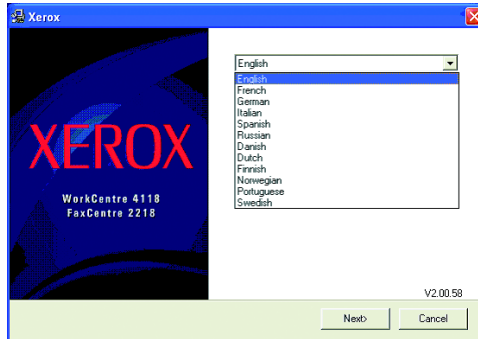 Xerox
XEROX
WorkCentre 4118
FaxCentre 2218
English
English
French
German
Italian
Spanish
Russian
Danish
Dutch
Finnish
Norwegian
Portuguese
Swedish
V2.00.58
Next>
Cancel